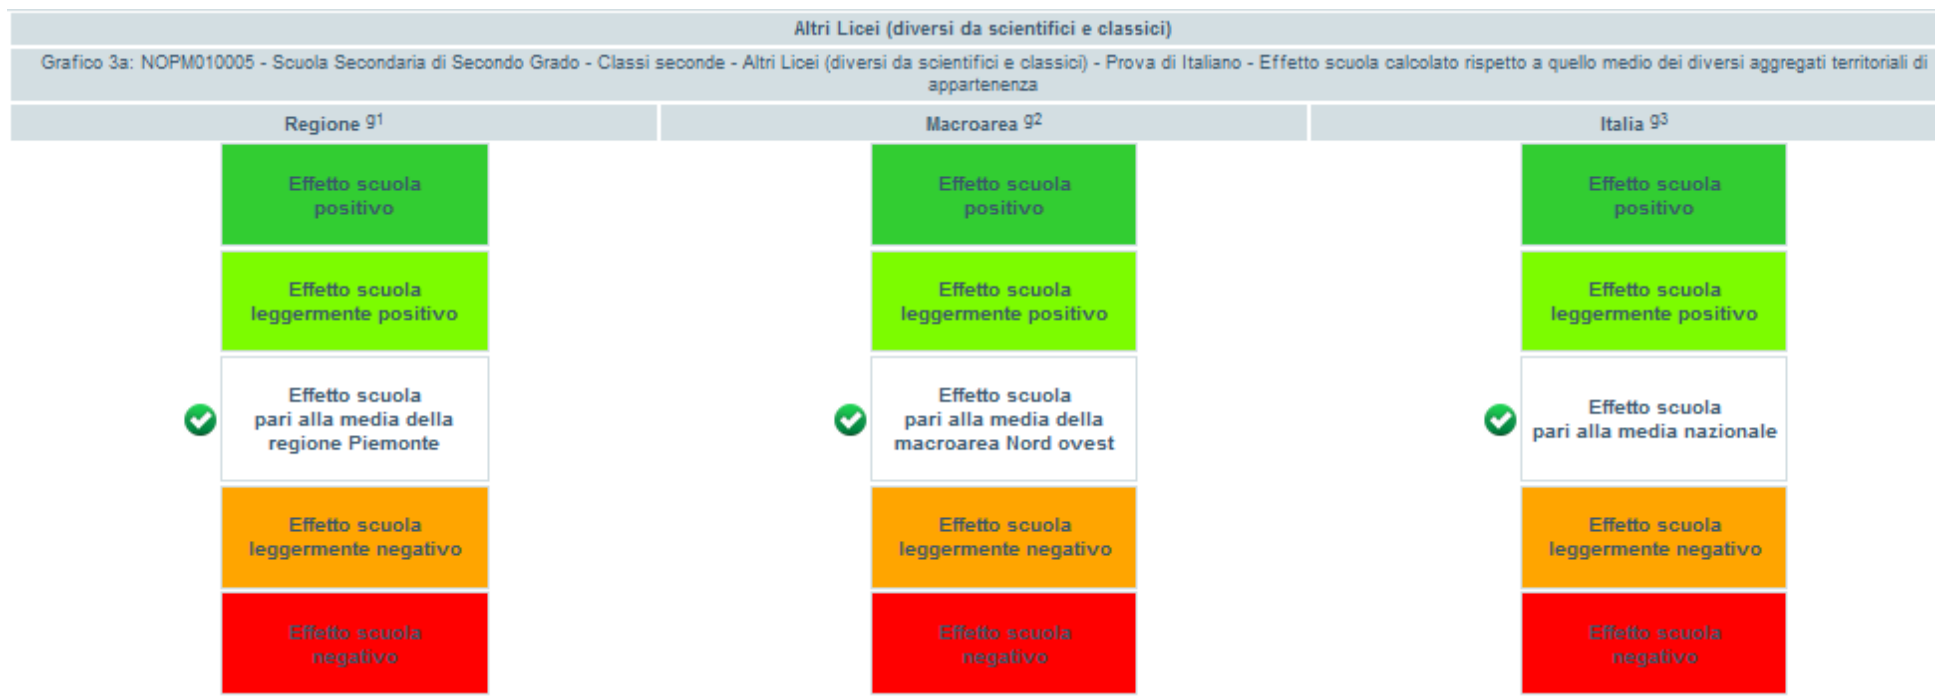 Altri Licei (diversi da scientifici e classici)
Grafico 3a: NOPM010005 - Scuola Secondaria di Secondo Grado - Classi seconde - Altri Licei (diversi da scientifici e classici) - Prova di Italiano - Effetto scuola calcolato rispetto a quello medio dei diversi aggregati territoriali di
appartenenza
Regione g1
Macroarea g2
Italia g3
Effetto scuola
positivo
Effetto scuola
positivo
Effetto scuola
positivo
Effetto scuola
leggermente positivo
Effetto scuola
leggermente positivo
Effetto scuola
leggermente positivo
Effetto scuola
pari alla media della
regione Piemonte
Effetto scuola
pari alla media della
macroarea Nord ovest
Effetto scuola
pari alla media nazionale
Effetto scuola
leggermente negativo
Effetto scuola
leggermente negativo
Effetto scuola
leggermente negativo
Effetto scuola
negativo
Effetto scuola
negativo
Effetto scuola
negativo